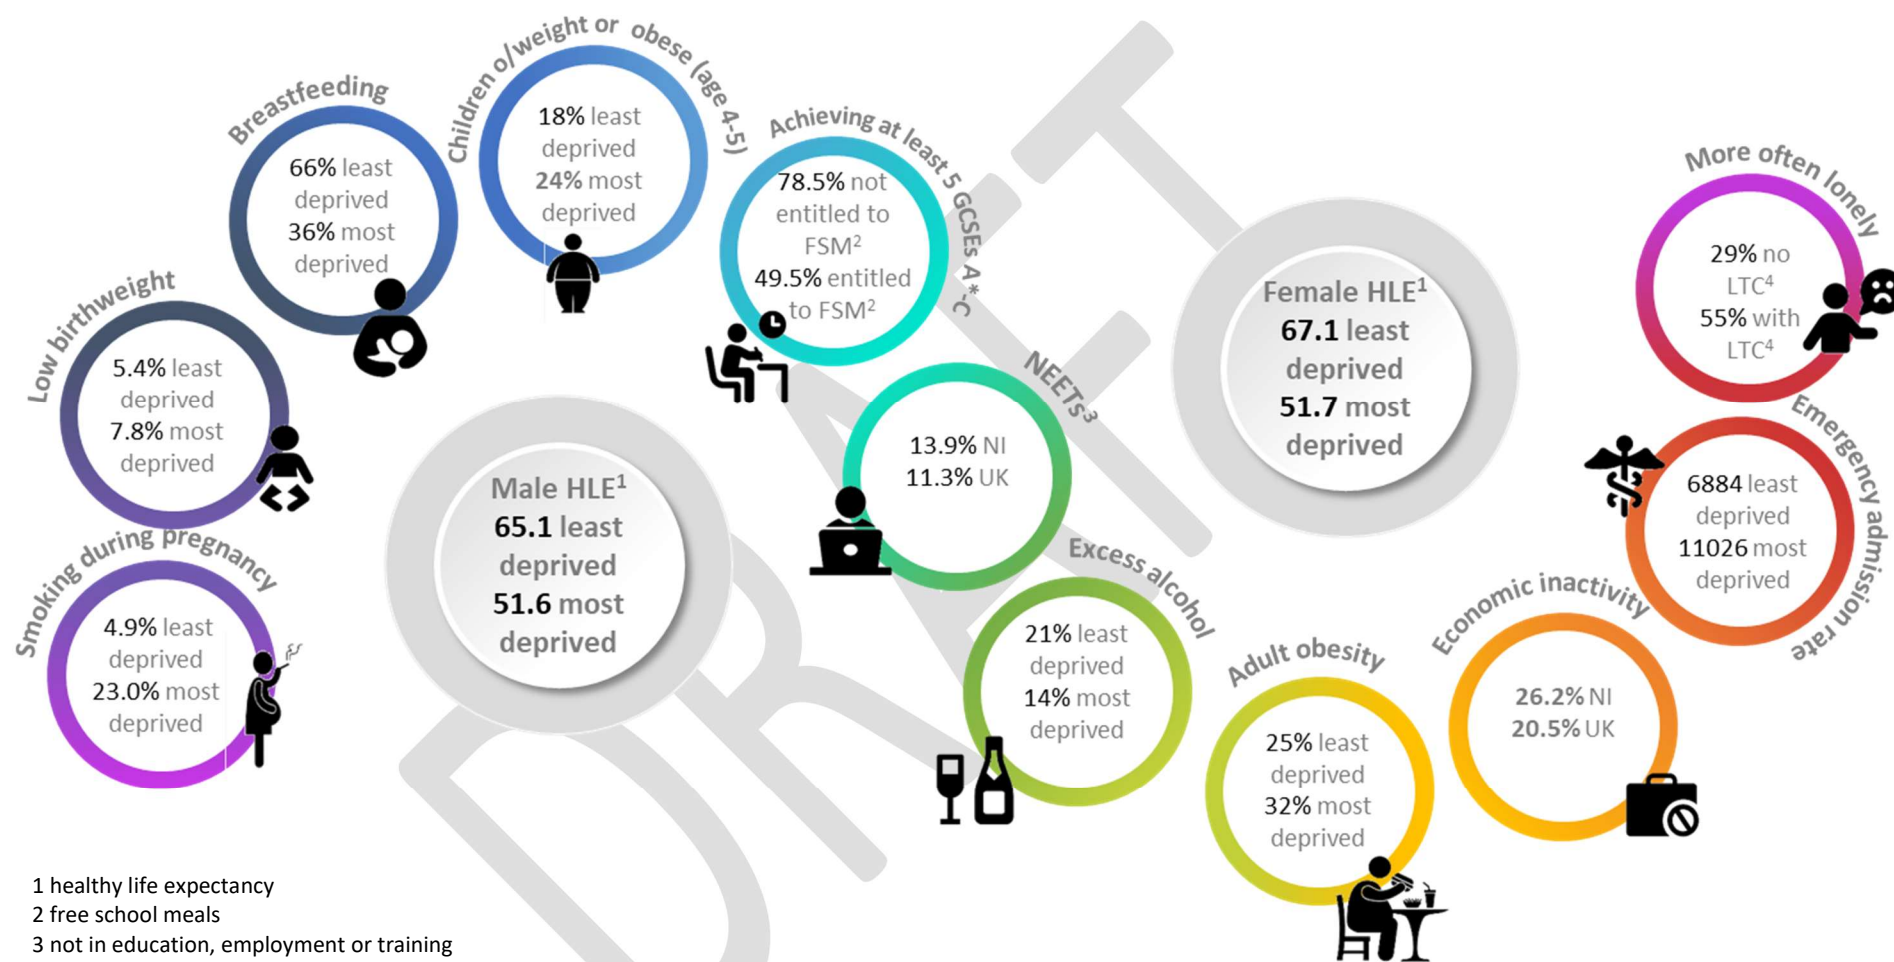 Smoking during pregnancy
4.9% least
deprived
23.0% most
deprived
Low birthweight
5.4% least
deprived
7.8% most
deprived
Breastfeeding
66% least
deprived
36% most
deprived
Children o/weight or obese (age 4-5)
18% least
deprived
24% most
deprived
Achieving at least 5 GCSEs A*-C
78.5% not
entitled to
FSM²
49.5% entitled
to FSM²
NEETs³
13.9% NI
11.3% UK
Excess alcohol
21% least
deprived
14% most
deprived
Adult obesity
25% least
deprived
32% most
deprived
Economic inactivity
26.2% NI
20.5% UK
Emergency admission rate
6884 least
deprived
11026 most
deprived
More often lonely
29% no
LTC⁴
55% with
LTC⁴
Male HLE¹
65.1 least
deprived
51.6 most
deprived
Female HLE¹
67.1 least
deprived
51.7 most
deprived
DRAFT
1 healthy life expectancy
2 free school meals
3 not in education, employment or training